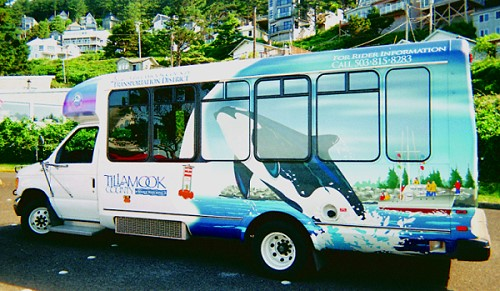 FOR RIDER INFORMATION
CALL 503-815-8283
TRANSPORTATION DISTRICT
TILLAMOOK
COUNTY